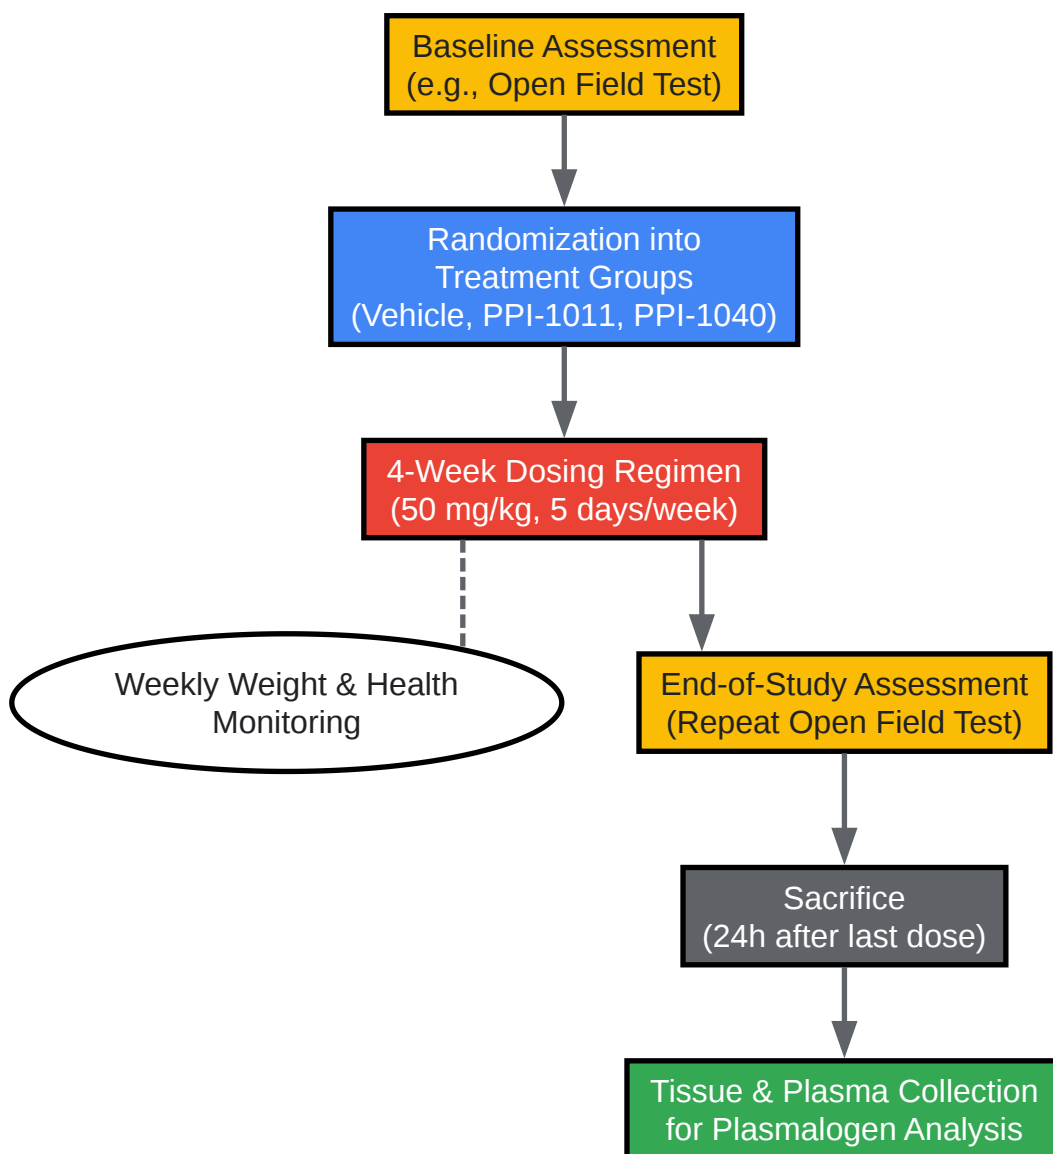 Baseline Assessment
(e.g., Open Field Test)
Randomization into
Treatment Groups
(Vehicle, PPI-1011, PPI-1040)
4-Week Dosing Regimen
(50 mg/kg, 5 days/week)
Weekly Weight & Health
Monitoring
End-of-Study Assessment
(Repeat Open Field Test)
Sacrifice
(24h after last dose)
Tissue & Plasma Collection
for Plasmalogen Analysis